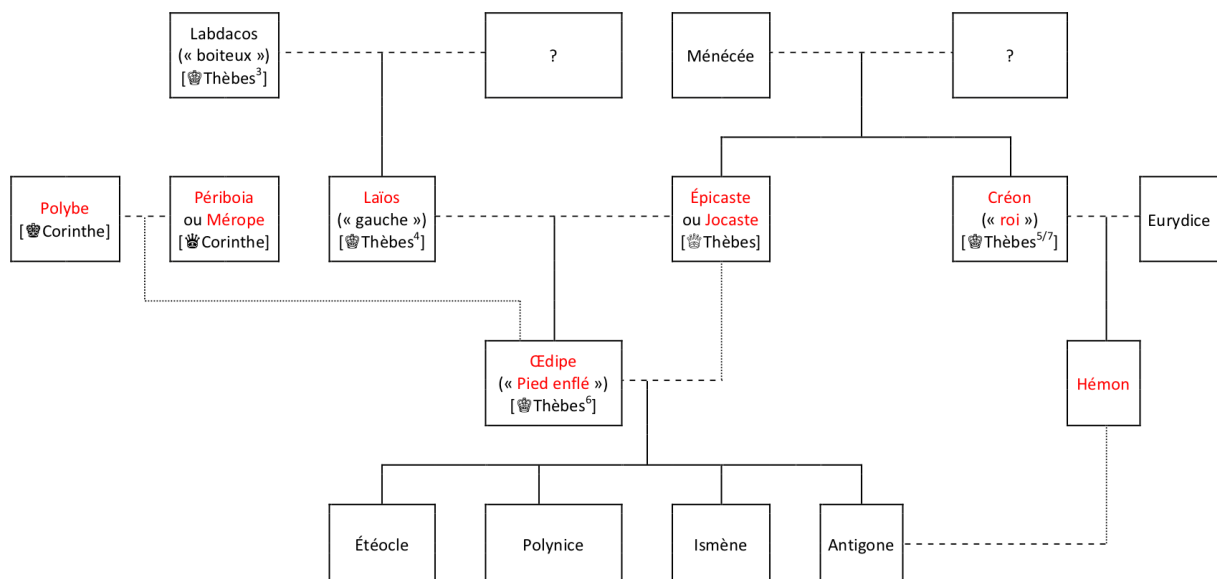 Labdacos
(« boiteux »)
[♔Thèbes³]
?
Ménécée
?
Polybe
[♚Corinthe]
Périboia
ou Mérope
[♛Corinthe]
Laïos
(« gauche »)
[♔Thèbes⁴]
Épicaste
ou Jocaste
[♕Thèbes]
Créon
(« roi »)
[♔Thèbes⁵/⁷]
Eurydice
Œdipe
(« Pied enflé »)
[♔Thèbes⁶]
Hémon
Étéocle
Polynice
Ismène
Antigone